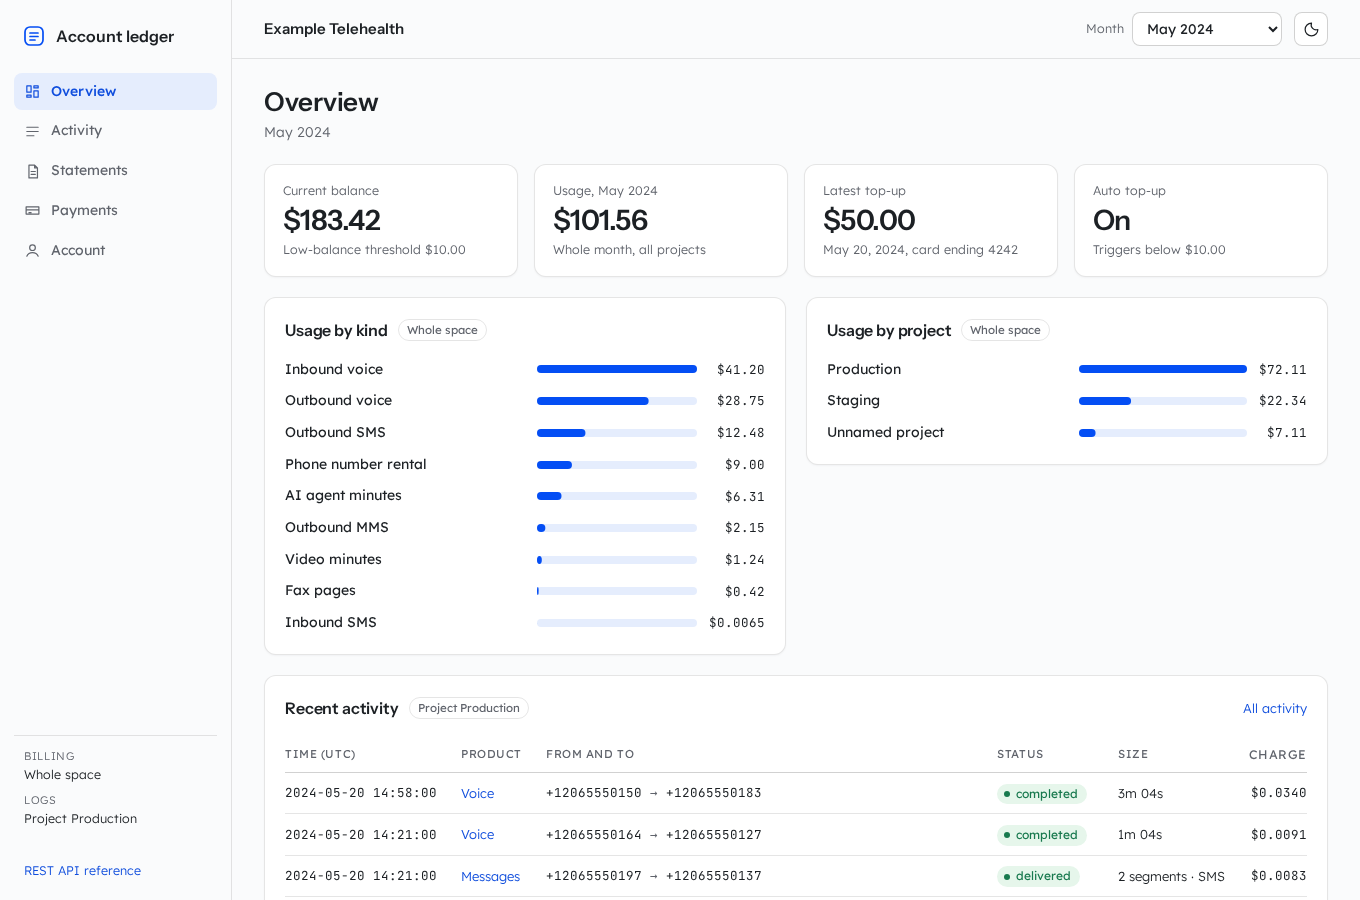 Account ledger
Overview
Activity
Statements
Payments
Account
BILLING
Whole space
LOGS
Project Production
REST API reference
Example Telehealth
Month May 2024
Overview
May 2024
Current balance
$183.42
Low-balance threshold $10.00
Usage, May 2024
$101.56
Whole month, all projects
Latest top-up
$50.00
May 20, 2024, card ending 4242
Auto top-up
On
Triggers below $10.00
Usage by kind Whole space
Inbound voice $41.20
Outbound voice $28.75
Outbound SMS $12.48
Phone number rental $9.00
AI agent minutes $6.31
Outbound MMS $2.15
Video minutes $1.24
Fax pages $0.42
Inbound SMS $0.0065
Usage by project Whole space
Production $72.11
Staging $22.34
Unnamed project $7.11
Recent activity Project Production All activity
TIME (UTC) PRODUCT FROM AND TO STATUS SIZE CHARGE
2024-05-20 14:58:00 Voice +12065550150 → +12065550183 completed 3m 04s $0.0340
2024-05-20 14:21:00 Voice +12065550164 → +12065550127 completed 1m 04s $0.0091
2024-05-20 14:21:00 Messages +12065550197 → +12065550137 delivered 2 segments · SMS $0.0083